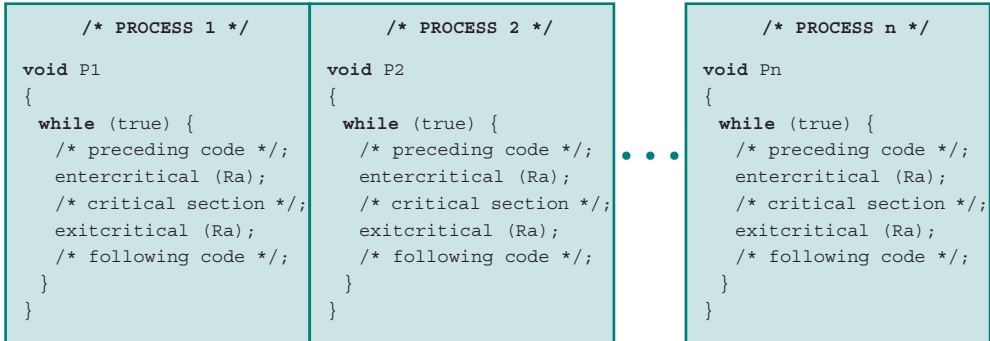 /* PROCESS 1 */
void P1
{
while (true) {
/* preceding code */;
entercritical (Ra);
/* critical section */;
exitcritical (Ra);
/* following code */;
}
}
/* PROCESS 2 */
void P2
{
while (true) {
/* preceding code */;
entercritical (Ra);
/* critical section */;
exitcritical (Ra);
/* following code */;
}
}
• • •
/* PROCESS n */
void Pn
{
while (true) {
/* preceding code */;
entercritical (Ra);
/* critical section */;
exitcritical (Ra);
/* following code */;
}
}